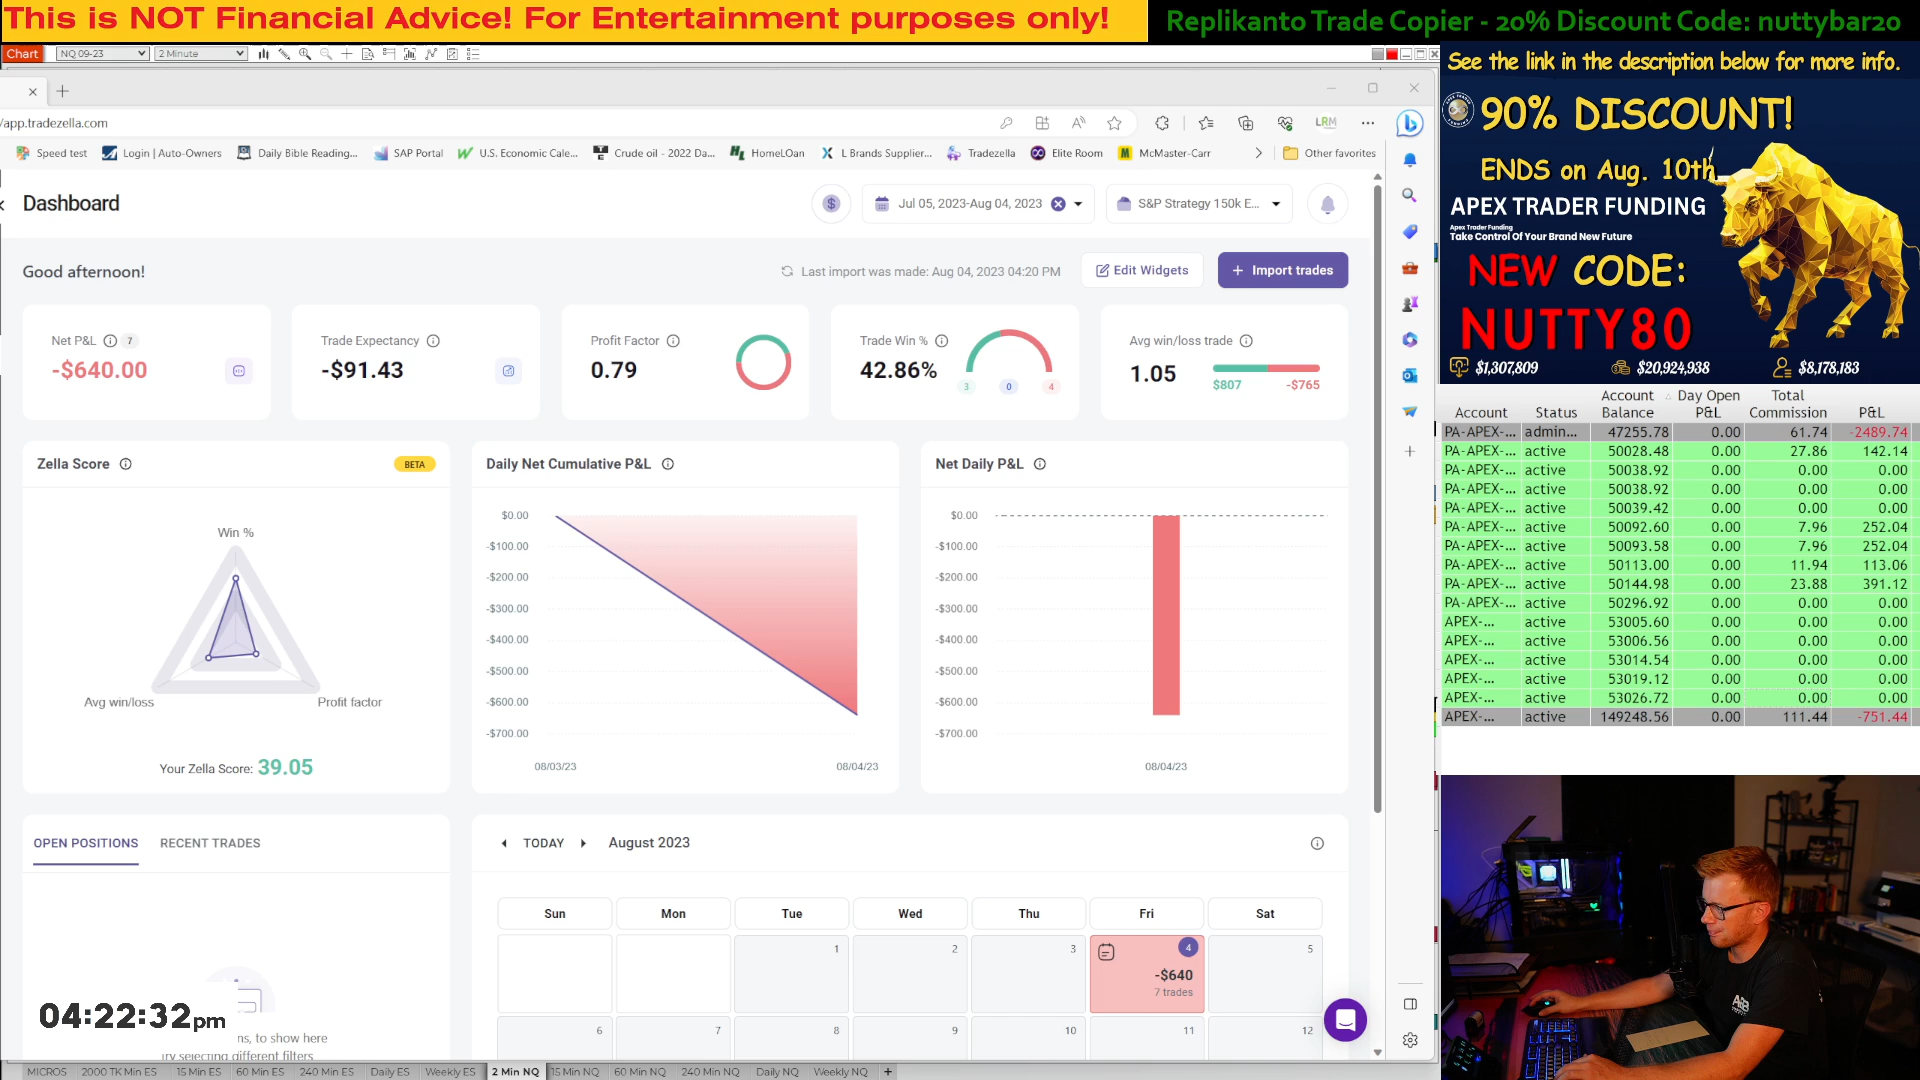 This is NOT Financial Advice! For Entertainment purposes only!
Replikanto Trade Copier - 20% Discount Code: nuttybar20
Chart
NQ 09-23
2 Minute
/app.tradezella.com
LRM
Speed test
Login | Auto-Owners
Daily Bible Reading...
SAP Portal
U.S. Economic Cale...
Crude oil - 2022 Da...
HomeLOan
L Brands Supplier...
Tradezella
Elite Room
McMaster-Carr
Other favorites
Dashboard
Jul 05, 2023-Aug 04, 2023
S&P Strategy 150k E...
Good afternoon!
Last import was made: Aug 04, 2023 04:20 PM
Edit Widgets
+ Import trades
Net P&L 7
-$640.00
Trade Expectancy
-$91.43
Profit Factor
0.79
Trade Win %
42.86%
3 0 4
Avg win/loss trade
1.05
$807 -$765
Zella Score
BETA
Win %
Avg win/loss
Profit factor
Your Zella Score: 39.05
Daily Net Cumulative P&L
$0.00
-$100.00
-$200.00
-$300.00
-$400.00
-$500.00
-$600.00
-$700.00
08/03/23 08/04/23
Net Daily P&L
$0.00
-$100.00
-$200.00
-$300.00
-$400.00
-$500.00
-$600.00
-$700.00
08/04/23
OPEN POSITIONS RECENT TRADES
ns, to show here
Try selecting different filters
04:22:32pm
TODAY August 2023
Sun Mon Tue Wed Thu Fri Sat
1 2 3 4 5
-$640
7 trades
6 7 8 9 10 11 12
MICROS 2000 TK Min ES 15 Min ES 60 Min ES 240 Min ES Daily ES Weekly ES 2 Min NQ 15 Min NQ 60 Min NQ 240 Min NQ Daily NQ Weekly NQ +
See the link in the description below for more info.
90% DISCOUNT!
ENDS on Aug. 10th
APEX TRADER FUNDING
Apex Trader Funding
Take Control Of Your Brand New Future
NEW CODE:
NUTTY80
$1,307,809 $20,924,938 $8,178,183
Account Status Account Balance Day Open P&L Total Commission P&L
PA-APEX-... admin... 47255.78 0.00 61.74 -2489.74
PA-APEX-... active 50028.48 0.00 27.86 142.14
PA-APEX-... active 50038.92 0.00 0.00 0.00
PA-APEX-... active 50038.92 0.00 0.00 0.00
PA-APEX-... active 50039.42 0.00 0.00 0.00
PA-APEX-... active 50092.60 0.00 7.96 252.04
PA-APEX-... active 50093.58 0.00 7.96 252.04
PA-APEX-... active 50113.00 0.00 11.94 113.06
PA-APEX-... active 50144.98 0.00 23.88 391.12
PA-APEX-... active 50296.92 0.00 0.00 0.00
APEX-... active 53005.60 0.00 0.00 0.00
APEX-... active 53006.56 0.00 0.00 0.00
APEX-... active 53014.54 0.00 0.00 0.00
APEX-... active 53019.12 0.00 0.00 0.00
APEX-... active 53026.72 0.00 0.00 0.00
APEX-... active 149248.56 0.00 111.44 -751.44